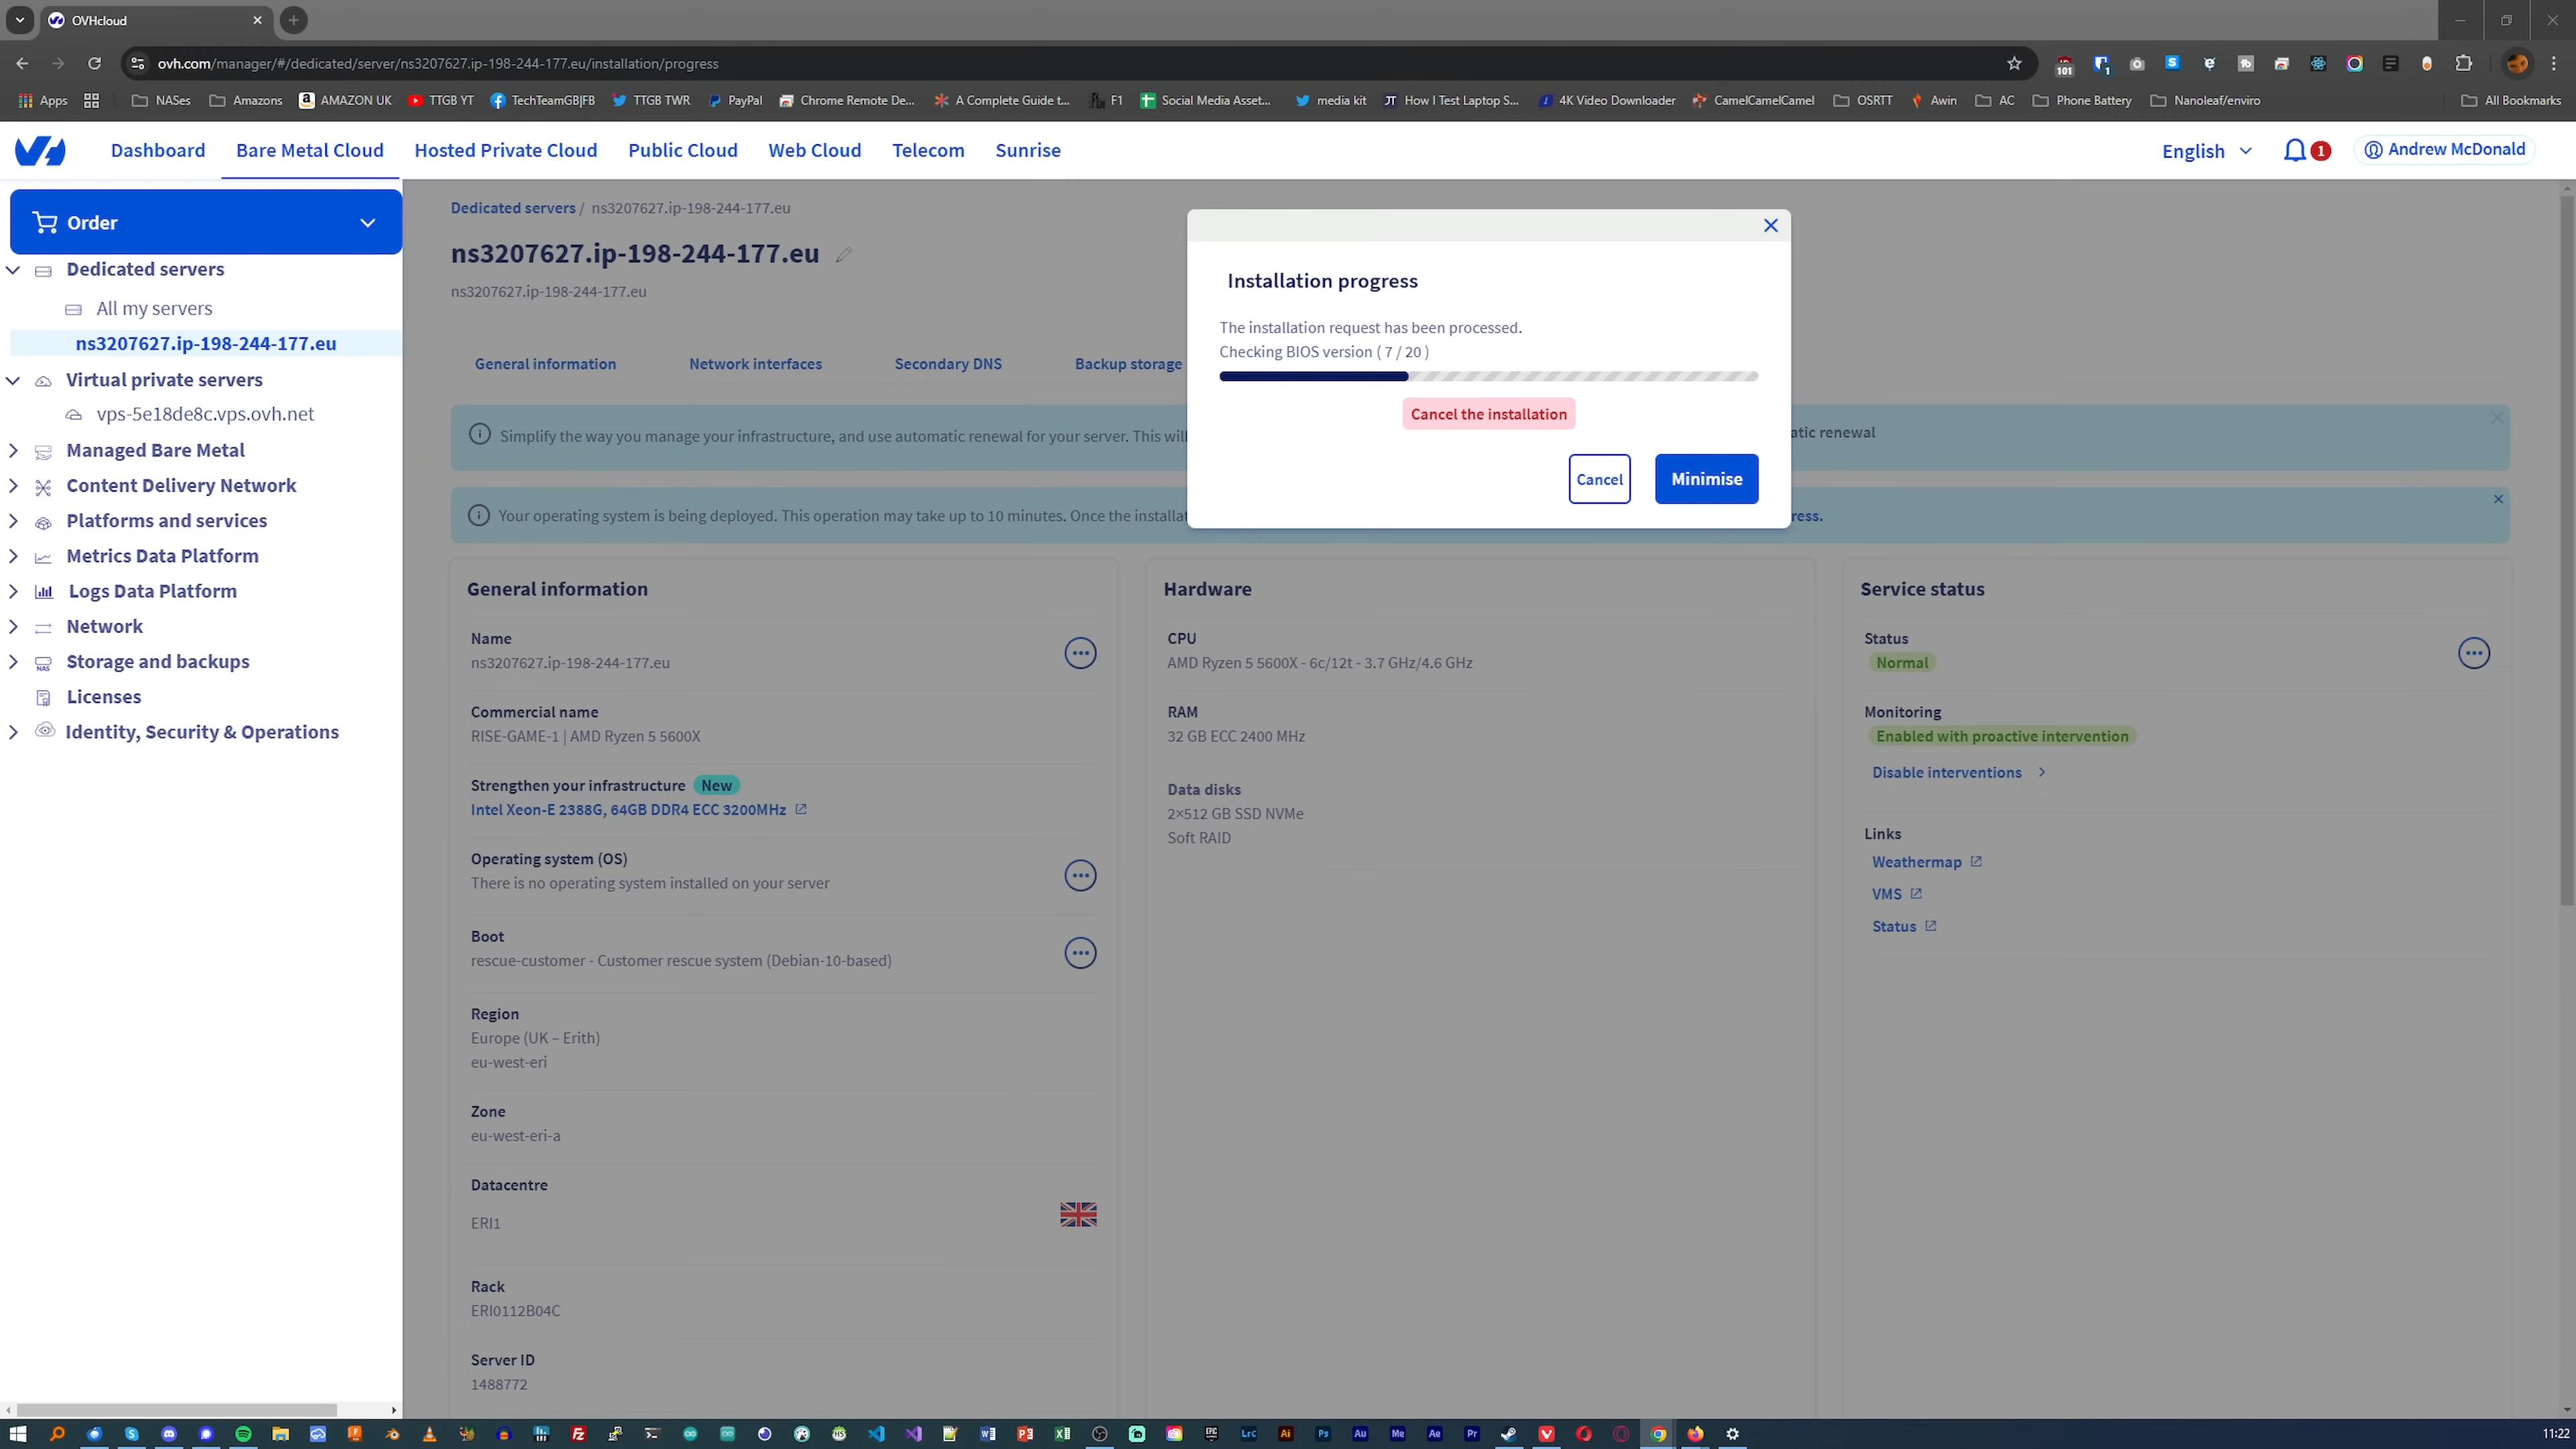 OVHcloud
ovh.com/manager/#/dedicated/server/ns3207627.ip-198-244-177.eu/installation/progress
101
1
Apps
NASes
Amazons
AMAZON UK
TTGB YT
TechTeamGB|FB
TTGB TWR
PayPal
Chrome Remote De...
A Complete Guide t...
F1
Social Media Asset...
media kit
How I Test Laptop S...
4K Video Downloader
CamelCamelCamel
OSRTT
Awin
AC
Phone Battery
Nanoleaf/enviro
All Bookmarks
Dashboard
Bare Metal Cloud
Hosted Private Cloud
Public Cloud
Web Cloud
Telecom
Sunrise
English
1
Andrew McDonald
Order
Dedicated servers
All my servers
ns3207627.ip-198-244-177.eu
Virtual private servers
vps-5e18de8c.vps.ovh.net
Managed Bare Metal
Content Delivery Network
Platforms and services
Metrics Data Platform
Logs Data Platform
Network
Storage and backups
Licenses
Identity, Security & Operations
Dedicated servers / ns3207627.ip-198-244-177.eu
ns3207627.ip-198-244-177.eu
ns3207627.ip-198-244-177.eu
General information
Network interfaces
Secondary DNS
Backup storage
Simplify the way you manage your infrastructure, and use automatic renewal for your server. This wil
atic renewal
Your operating system is being deployed. This operation may take up to 10 minutes. Once the installat
ress.
Installation progress
The installation request has been processed.
Checking BIOS version ( 7 / 20 )
Cancel the installation
Cancel
Minimise
General information
Name
ns3207627.ip-198-244-177.eu
Commercial name
RISE-GAME-1 | AMD Ryzen 5 5600X
Strengthen your infrastructure New
Intel Xeon-E 2388G, 64GB DDR4 ECC 3200MHz
Operating system (OS)
There is no operating system installed on your server
Boot
rescue-customer - Customer rescue system (Debian-10-based)
Region
Europe (UK – Erith)
eu-west-eri
Zone
eu-west-eri-a
Datacentre
ERI1
Rack
ERI0112B04C
Server ID
1488772
Hardware
CPU
AMD Ryzen 5 5600X - 6c/12t - 3.7 GHz/4.6 GHz
RAM
32 GB ECC 2400 MHz
Data disks
2×512 GB SSD NVMe
Soft RAID
Service status
Status
Normal
Monitoring
Enabled with proactive intervention
Disable interventions
Links
Weathermap
VMS
Status
11:22